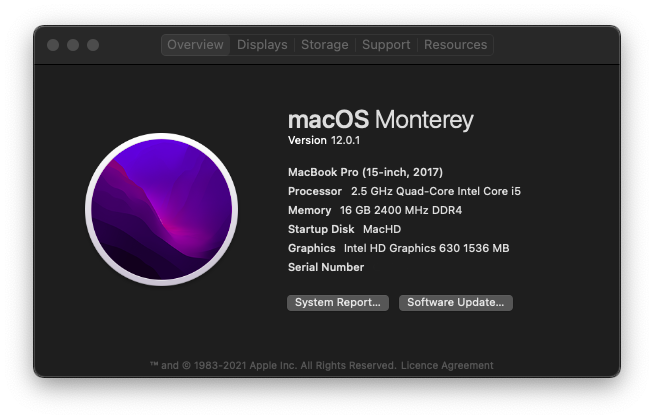 Overview Displays Storage Support Resources
macOS Monterey
Version 12.0.1
MacBook Pro (15-inch, 2017)
Processor 2.5 GHz Quad-Core Intel Core i5
Memory 16 GB 2400 MHz DDR4
Startup Disk MacHD
Graphics Intel HD Graphics 630 1536 MB
Serial Number
System Report... Software Update...
™ and © 1983-2021 Apple Inc. All Rights Reserved. Licence Agreement